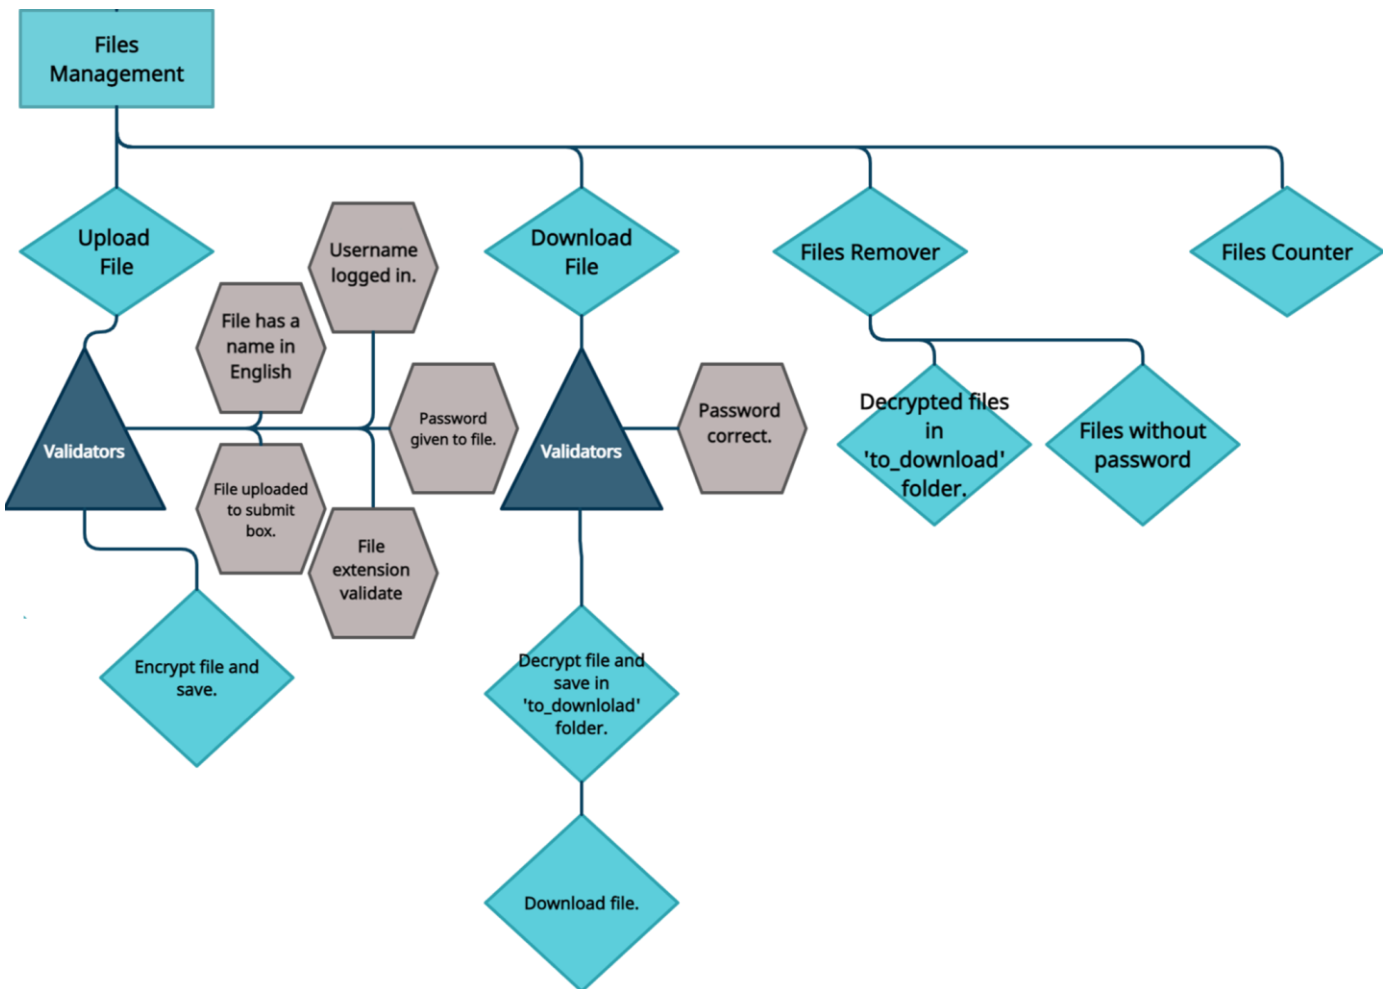 Files
Management
Upload
File
Username
logged in.
Download
File
Files Remover
Files Counter
File has a
name in
English
Validators
Password
given to file.
Validators
Password
correct.
Decrypted files
in
'to_download'
folder.
Files without
password
File uploaded
to submit
box.
File
extension
validate
Encrypt file and
save.
Decrypt file and
save in
'to_downlolad'
folder.
Download file.